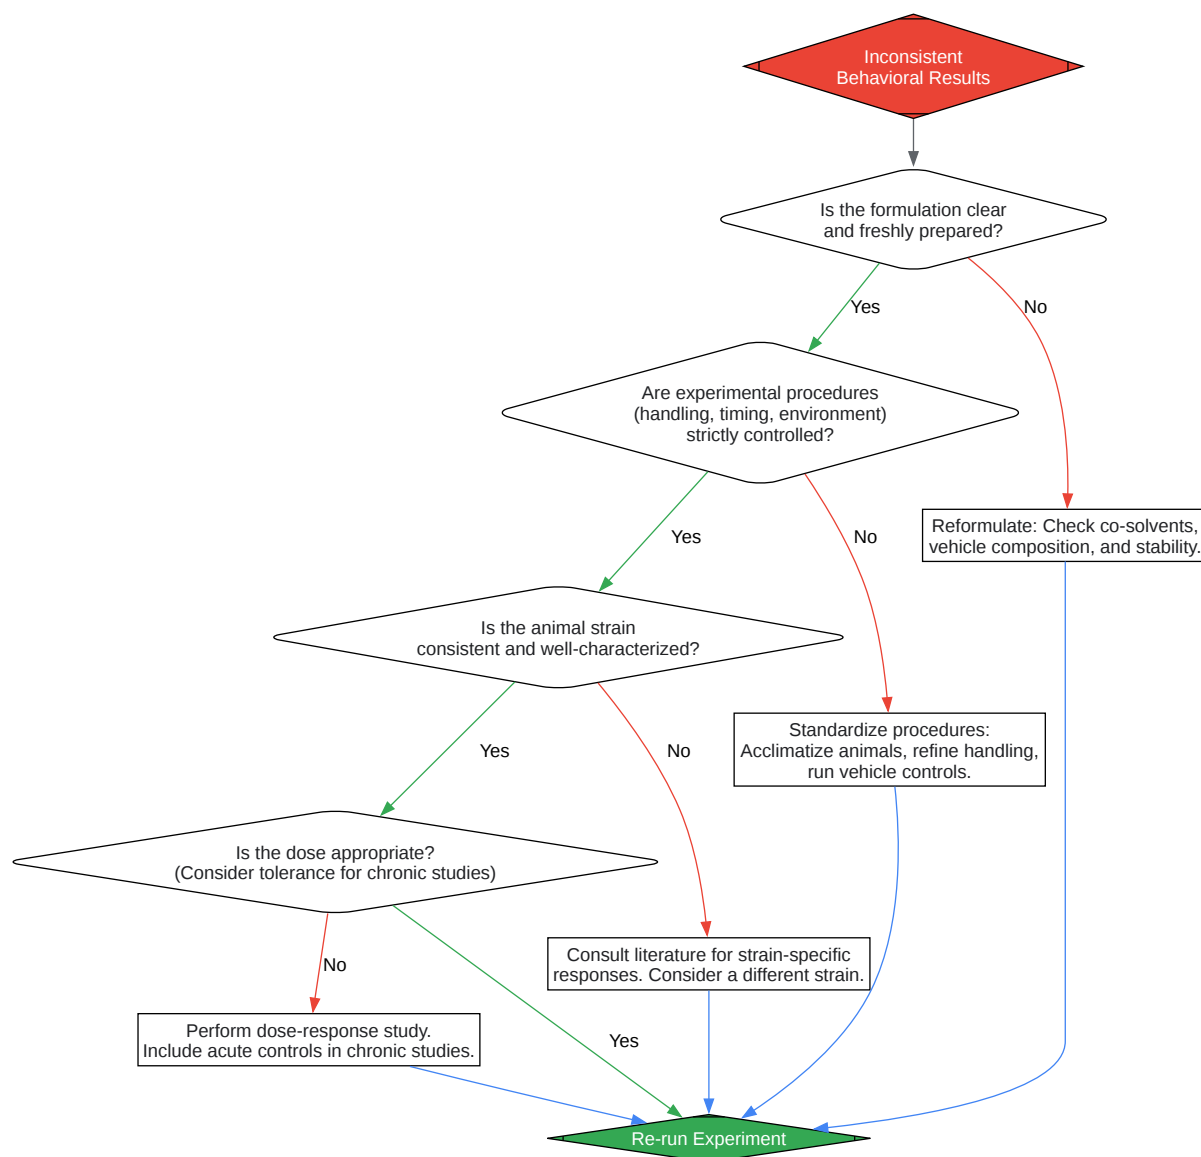 Inconsistent
Behavioral Results
Is the formulation clear
and freshly prepared?
Yes
No
Are experimental procedures
(handling, timing, environment)
strictly controlled?
Reformulate: Check co-solvents,
vehicle composition, and stability.
Yes
No
Is the animal strain
consistent and well-characterized?
Standardize procedures:
Acclimatize animals, refine handling,
run vehicle controls.
Yes
No
Is the dose appropriate?
(Consider tolerance for chronic studies)
Consult literature for strain-specific
responses. Consider a different strain.
No
Yes
Perform dose-response study.
Include acute controls in chronic studies.
Re-run Experiment